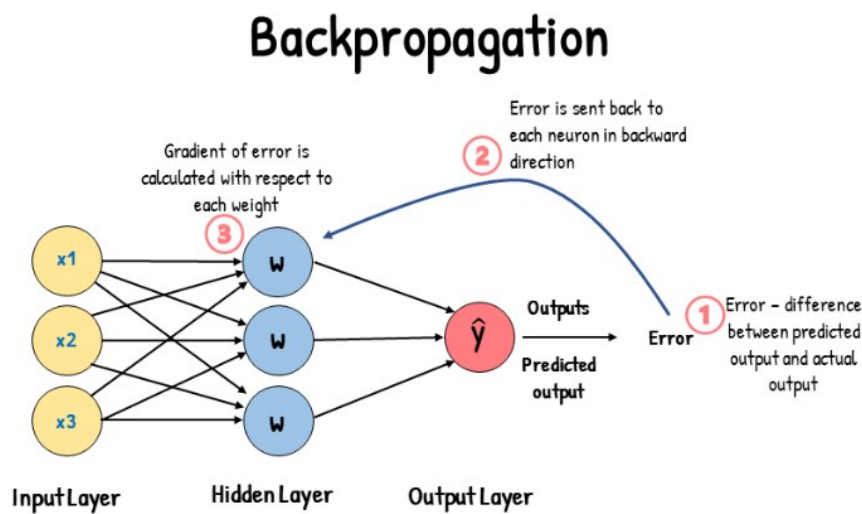 Backpropagation
Error is sent back to
each neuron in backward
direction
2
Gradient of error is
calculated with respect to
each weight
3
x1
x2
x3
w
w
w
ŷ
Outputs
Predicted
output
Error
1
Error - difference
between predicted
output and actual
output
Input Layer
Hidden Layer
Output Layer